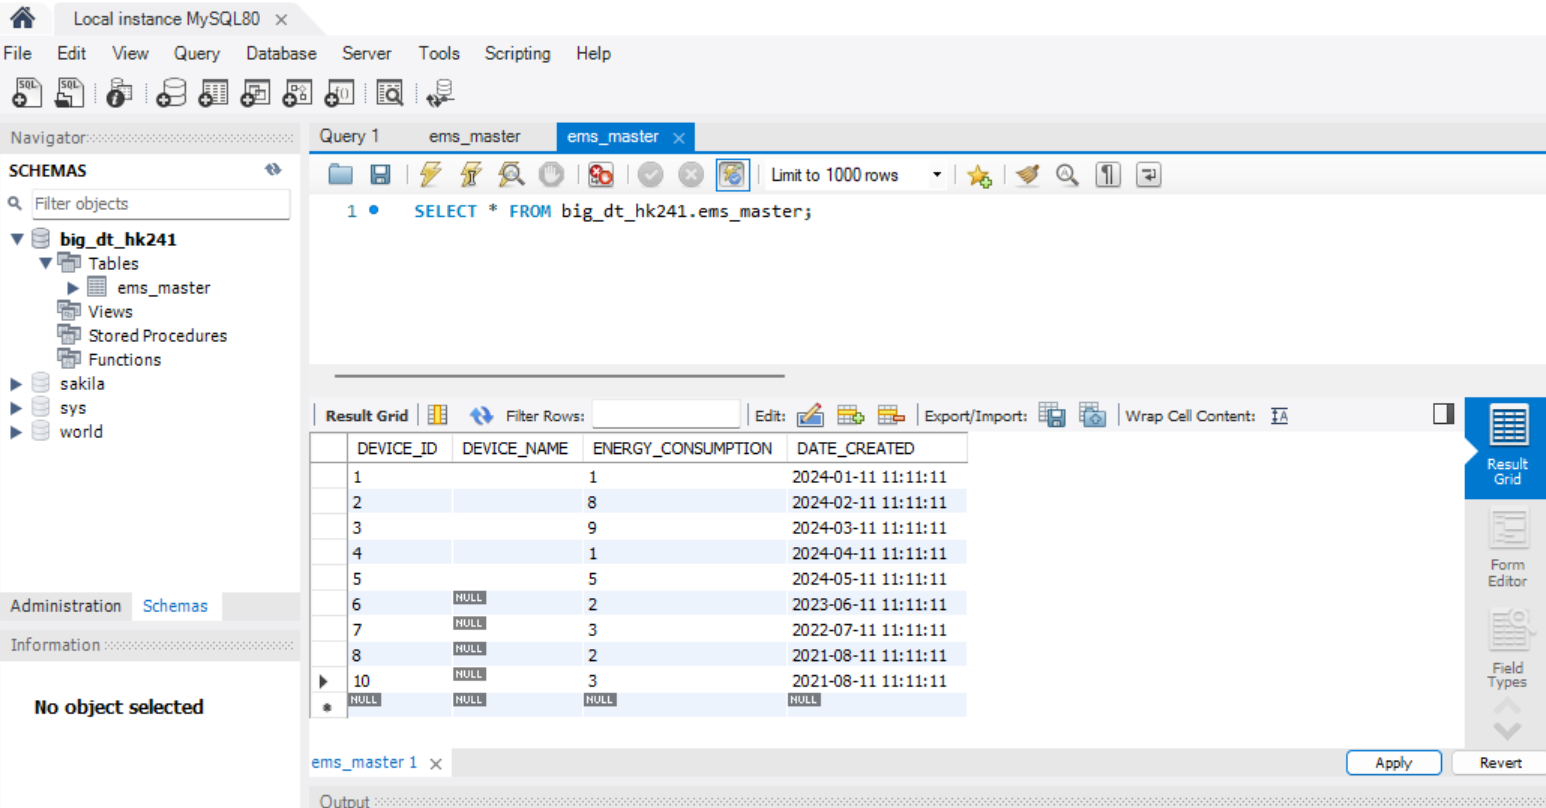 Local instance MySQL80
File Edit View Query Database Server Tools Scripting Help
Navigator
Query 1 ems_master ems_master
SCHEMAS
Filter objects
Limit to 1000 rows
1 SELECT * FROM big_dt_hk241.ems_master;
big_dt_hk241
Tables
ems_master
Views
Stored Procedures
Functions
sakila
sys
world
Result Grid Filter Rows: Edit: Export/Import: Wrap Cell Content:
DEVICE_ID DEVICE_NAME ENERGY_CONSUMPTION DATE_CREATED
1 1 2024-01-11 11:11:11
2 8 2024-02-11 11:11:11
3 9 2024-03-11 11:11:11
4 1 2024-04-11 11:11:11
5 5 2024-05-11 11:11:11
6 NULL 2 2023-06-11 11:11:11
7 NULL 3 2022-07-11 11:11:11
8 NULL 2 2021-08-11 11:11:11
10 NULL 3 2021-08-11 11:11:11
NULL NULL NULL NULL
Result
Grid
Form
Editor
Field
Types
Administration Schemas
Information
No object selected
ems_master 1
Apply Revert
Output